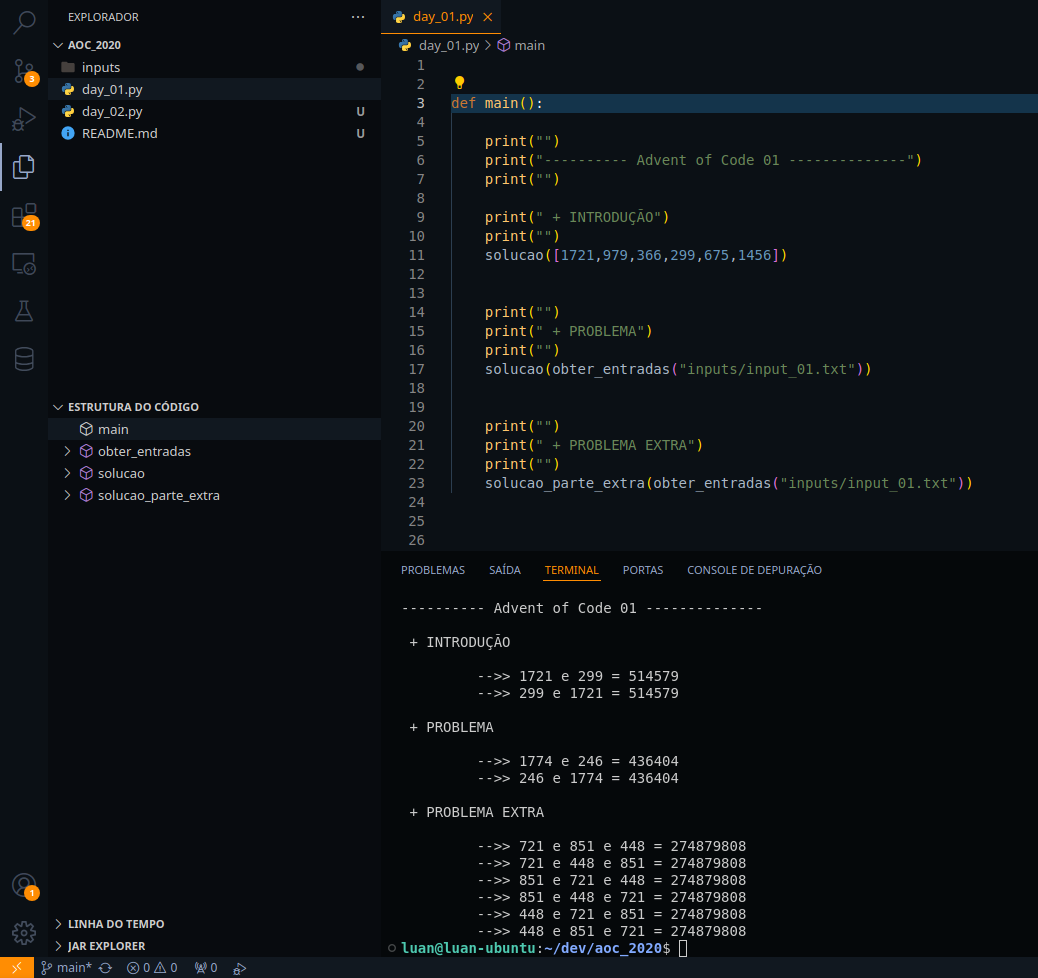 EXPLORADOR
AOC_2020
inputs
day_01.py
day_02.py U
README.md U
3
21
1
ESTRUTURA DO CÓDIGO
main
obter_entradas
solucao
solucao_parte_extra
LINHA DO TEMPO
JAR EXPLORER
day_01.py
day_01.py > main
1
2
3 def main():
4
5 print("")
6 print("---------- Advent of Code 01 --------------")
7 print("")
8
9 print(" + INTRODUÇÃO")
10 print("")
11 solucao([1721,979,366,299,675,1456])
12
13
14 print("")
15 print(" + PROBLEMA")
16 print("")
17 solucao(obter_entradas("inputs/input_01.txt"))
18
19
20 print("")
21 print(" + PROBLEMA EXTRA")
22 print("")
23 solucao_parte_extra(obter_entradas("inputs/input_01.txt"))
24
25
26
PROBLEMAS SAÍDA TERMINAL PORTAS CONSOLE DE DEPURAÇÃO
---------- Advent of Code 01 --------------
+ INTRODUÇÃO
-->> 1721 e 299 = 514579
-->> 299 e 1721 = 514579
+ PROBLEMA
-->> 1774 e 246 = 436404
-->> 246 e 1774 = 436404
+ PROBLEMA EXTRA
-->> 721 e 851 e 448 = 274879808
-->> 721 e 448 e 851 = 274879808
-->> 851 e 721 e 448 = 274879808
-->> 851 e 448 e 721 = 274879808
-->> 448 e 721 e 851 = 274879808
-->> 448 e 851 e 721 = 274879808
luan@luan-ubuntu:~/dev/aoc_2020$
main* 0 0 0